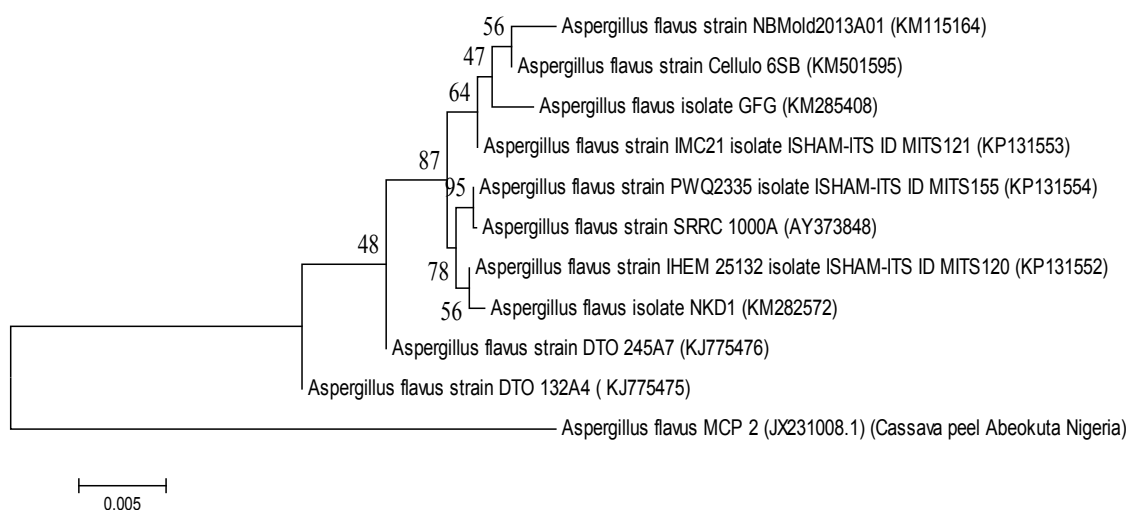 56
Aspergillus flavus strain NBMold2013A01 (KM115164)
47
Aspergillus flavus strain Cellulo 6SB (KM501595)
64
Aspergillus flavus isolate GFG (KM285408)
Aspergillus flavus strain IMC21 isolate ISHAM-ITS ID MITS121 (KP131553)
87
95
Aspergillus flavus strain PWQ2335 isolate ISHAM-ITS ID MITS155 (KP131554)
Aspergillus flavus strain SRRC 1000A (AY373848)
48
78
Aspergillus flavus strain IHEM 25132 isolate ISHAM-ITS ID MITS120 (KP131552)
56
Aspergillus flavus isolate NKD1 (KM282572)
Aspergillus flavus strain DTO 245A7 (KJ775476)
Aspergillus flavus strain DTO 132A4 ( KJ775475)
Aspergillus flavus MCP 2 (JX231008.1) (Cassava peel Abeokuta Nigeria)
0.005